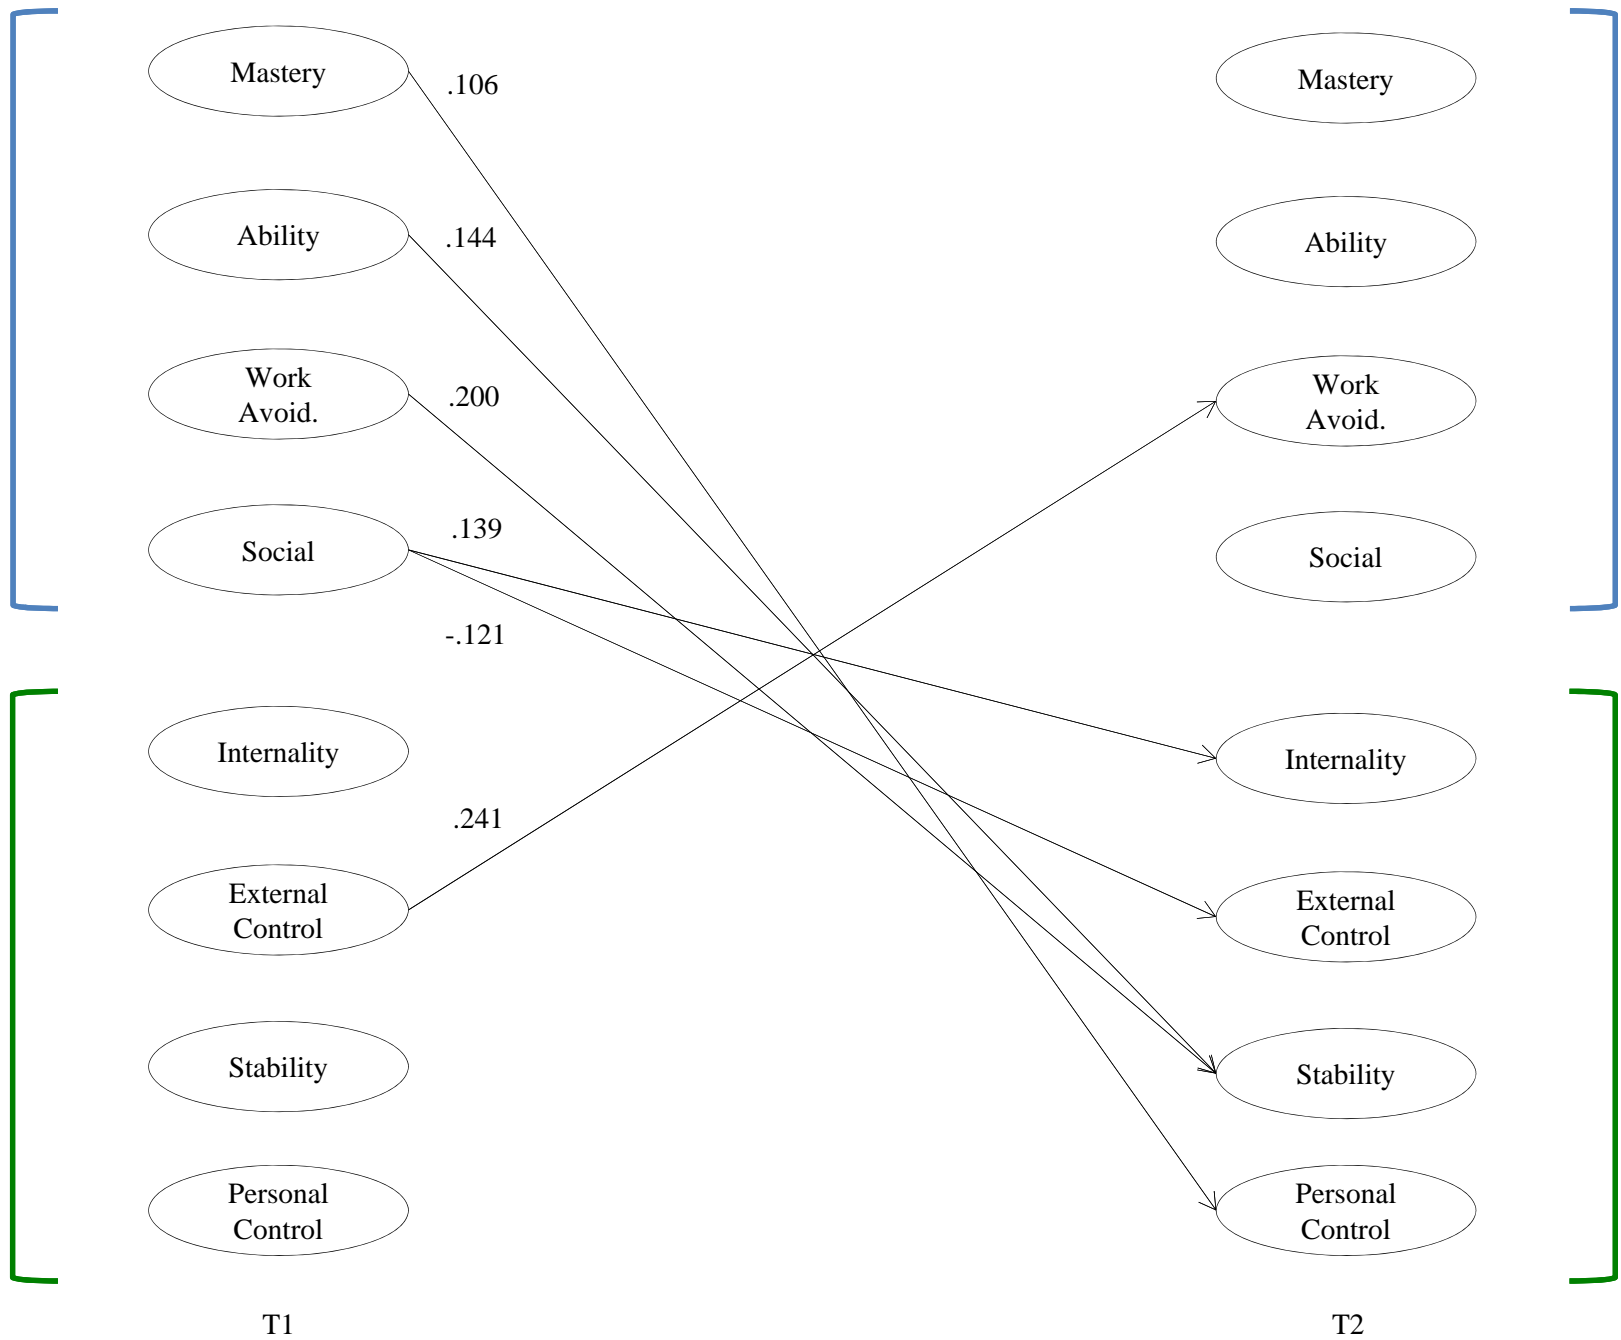 Mastery
.106
Mastery
Ability
.144
Ability
Work
Avoid.
.200
Work
Avoid.
Social
.139
Social
-.121
Internality
Internality
.241
External
Control
External
Control
Stability
Stability
Personal
Control
Personal
Control
T1
T2